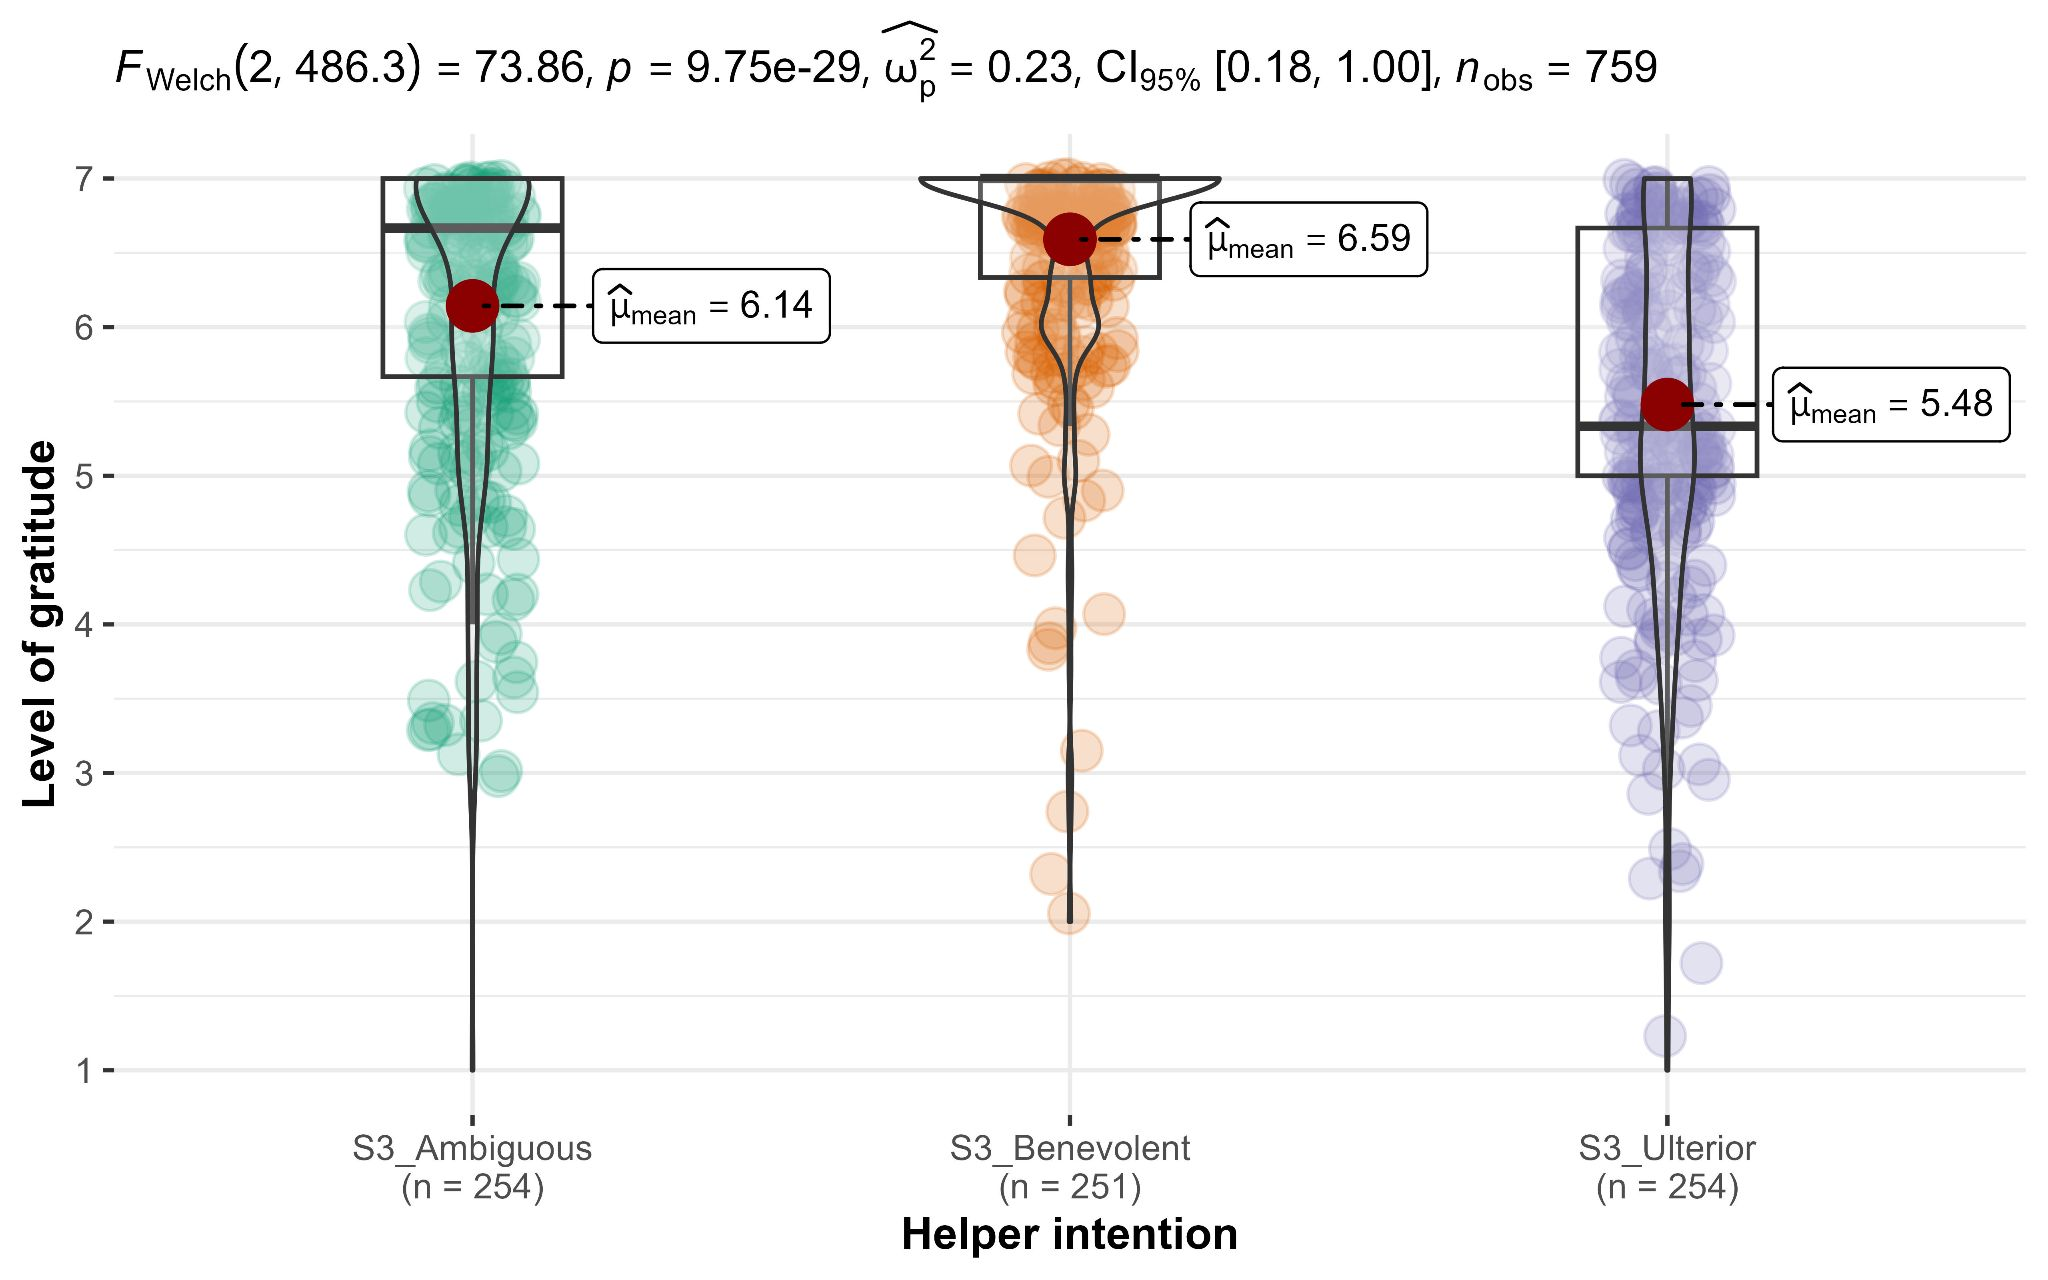 F Welch(2, 486.3) = 73.86, p = 9.75e-29, ω̂²p = 0.23, CI95% [0.18, 1.00], nobs = 759
7
6
5
4
3
2
1
Level of gratitude
μ̂mean = 6.14
μ̂mean = 6.59
μ̂mean = 5.48
S3_Ambiguous
(n = 254)
S3_Benevolent
(n = 251)
S3_Ulterior
(n = 254)
Helper intention